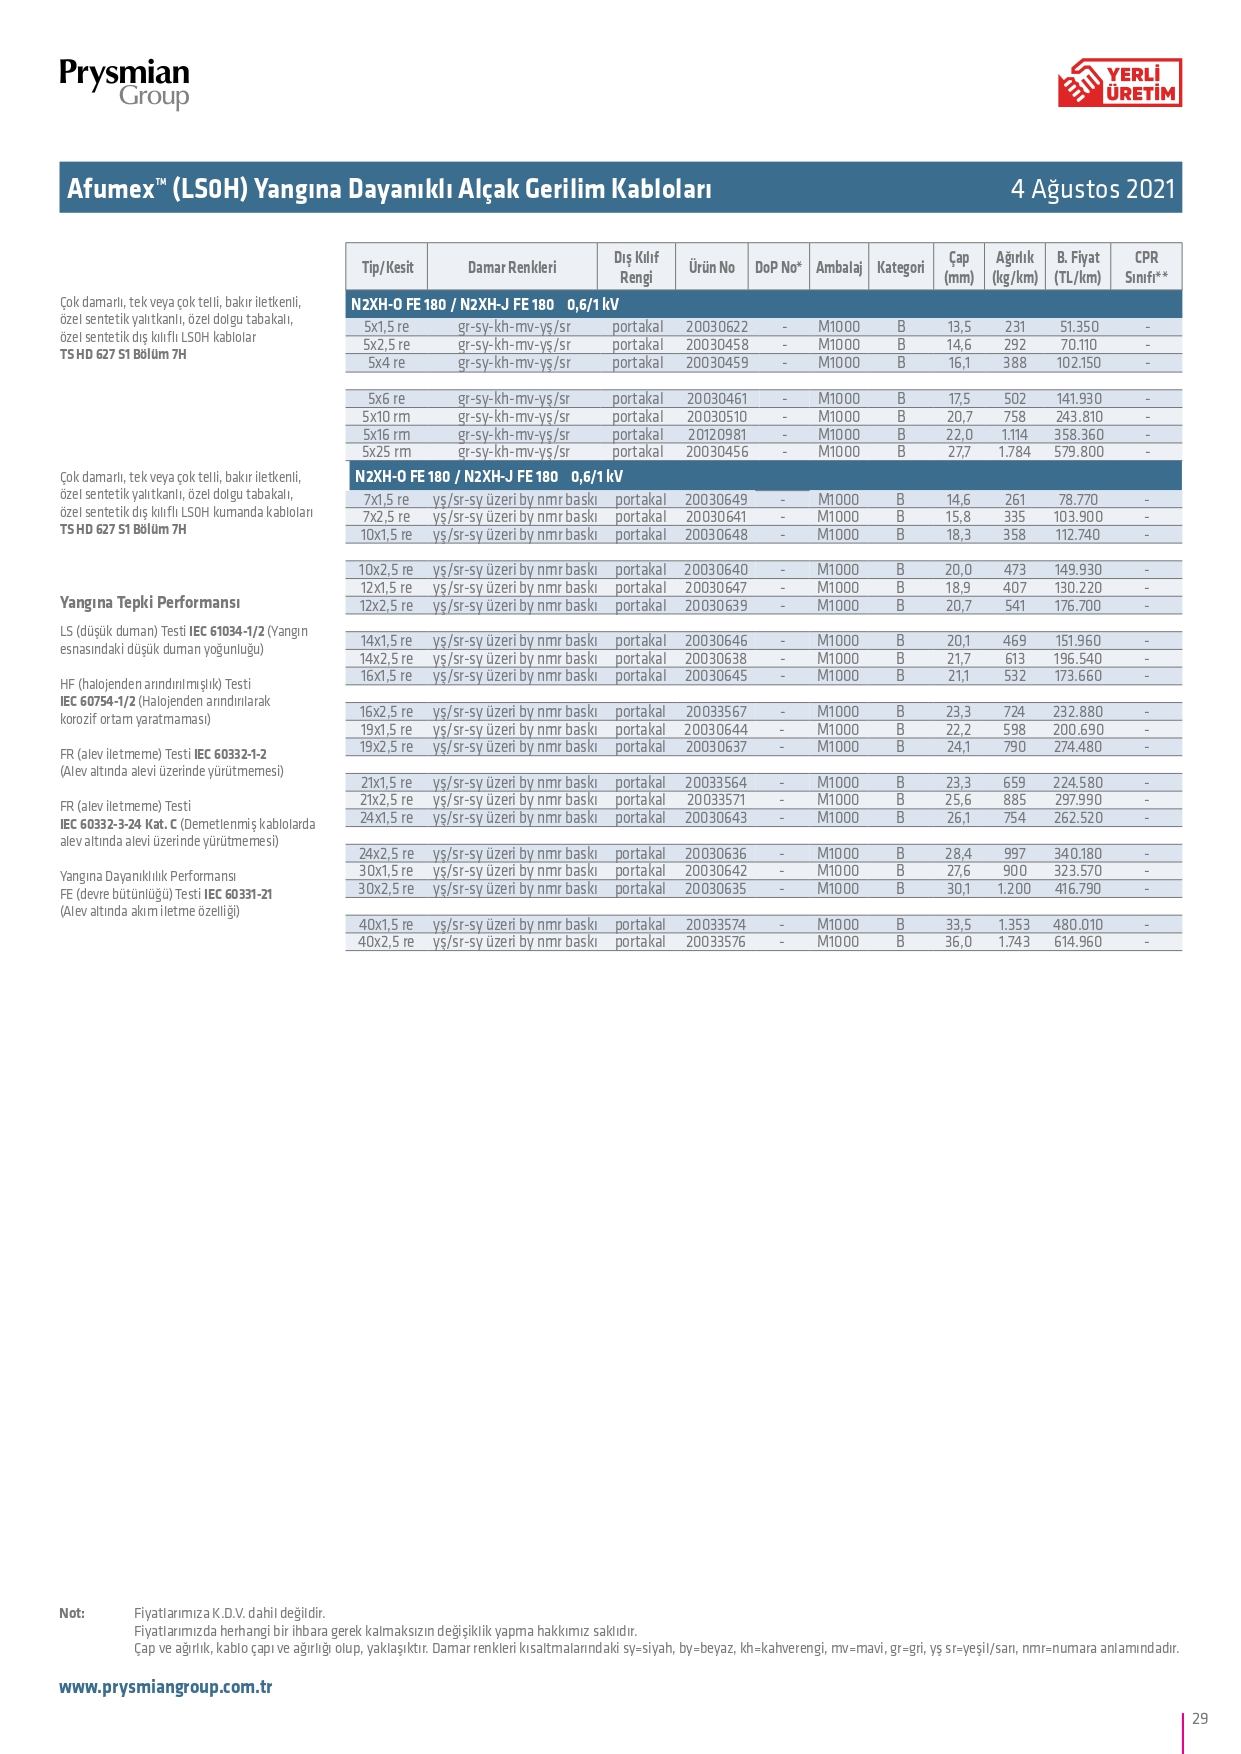 Prysmian
Group
YERLİ
ÜRETİM
Afumex™ (LS0H) Yangına Dayanıklı Alçak Gerilim Kabloları 4 Ağustos 2021
Tip/Kesit Damar Renkleri Dış Kılıf Rengi Ürün No DoP No* Ambalaj Kategori Çap (mm) Ağırlık (kg/km) B. Fiyat (TL/km) CPR Sınıfı**
Çok damarlı, tek veya çok telli, bakır iletkenli,
özel sentetik yalıtkanlı, özel dolgu tabakalı,
özel sentetik dış kılıflı LS0H kablolar
TS HD 627 S1 Bölüm 7H
N2XH-O FE 180 / N2XH-J FE 180 0,6/1 kV
5x1,5 re gr-sy-kh-mv-yş/sr portakal 20030622 - M1000 B 13,5 231 51.350 -
5x2,5 re gr-sy-kh-mv-yş/sr portakal 20030458 - M1000 B 14,6 292 70.110 -
5x4 re gr-sy-kh-mv-yş/sr portakal 20030459 - M1000 B 16,1 388 102.150 -
5x6 re gr-sy-kh-mv-yş/sr portakal 20030461 - M1000 B 17,5 502 141.930 -
5x10 rm gr-sy-kh-mv-yş/sr portakal 20030510 - M1000 B 20,7 758 243.810 -
5x16 rm gr-sy-kh-mv-yş/sr portakal 20120981 - M1000 B 22,0 1.114 358.360 -
5x25 rm gr-sy-kh-mv-yş/sr portakal 20030456 - M1000 B 27,7 1.784 579.800 -
Çok damarlı, tek veya çok telli, bakır iletkenli,
özel sentetik yalıtkanlı, özel dolgu tabakalı,
özel sentetik dış kılıflı LS0H kumanda kabloları
TS HD 627 S1 Bölüm 7H
N2XH-O FE 180 / N2XH-J FE 180 0,6/1 kV
7x1,5 re yş/sr-sy üzeri by nmr baskı portakal 20030649 - M1000 B 14,6 261 78.770 -
7x2,5 re yş/sr-sy üzeri by nmr baskı portakal 20030641 - M1000 B 15,8 335 103.900 -
10x1,5 re yş/sr-sy üzeri by nmr baskı portakal 20030648 - M1000 B 18,3 358 112.740 -
10x2,5 re yş/sr-sy üzeri by nmr baskı portakal 20030640 - M1000 B 20,0 473 149.930 -
12x1,5 re yş/sr-sy üzeri by nmr baskı portakal 20030647 - M1000 B 18,9 407 130.220 -
12x2,5 re yş/sr-sy üzeri by nmr baskı portakal 20030639 - M1000 B 20,7 541 176.700 -
14x1,5 re yş/sr-sy üzeri by nmr baskı portakal 20030646 - M1000 B 20,1 469 151.960 -
14x2,5 re yş/sr-sy üzeri by nmr baskı portakal 20030638 - M1000 B 21,7 613 196.540 -
16x1,5 re yş/sr-sy üzeri by nmr baskı portakal 20030645 - M1000 B 21,1 532 173.660 -
16x2,5 re yş/sr-sy üzeri by nmr baskı portakal 20033567 - M1000 B 23,3 724 232.880 -
19x1,5 re yş/sr-sy üzeri by nmr baskı portakal 20030644 - M1000 B 22,2 598 200.690 -
19x2,5 re yş/sr-sy üzeri by nmr baskı portakal 20030637 - M1000 B 24,1 790 274.480 -
21x1,5 re yş/sr-sy üzeri by nmr baskı portakal 20033564 - M1000 B 23,3 659 224.580 -
21x2,5 re yş/sr-sy üzeri by nmr baskı portakal 20033571 - M1000 B 25,6 885 297.990 -
24x1,5 re yş/sr-sy üzeri by nmr baskı portakal 20030643 - M1000 B 26,1 754 262.520 -
24x2,5 re yş/sr-sy üzeri by nmr baskı portakal 20030636 - M1000 B 28,4 997 340.180 -
30x1,5 re yş/sr-sy üzeri by nmr baskı portakal 20030642 - M1000 B 27,6 900 323.570 -
30x2,5 re yş/sr-sy üzeri by nmr baskı portakal 20030635 - M1000 B 30,1 1.200 416.790 -
40x1,5 re yş/sr-sy üzeri by nmr baskı portakal 20033574 - M1000 B 33,5 1.353 480.010 -
40x2,5 re yş/sr-sy üzeri by nmr baskı portakal 20033576 - M1000 B 36,0 1.743 614.960 -
Yangına Tepki Performansı
LS (düşük duman) Testi IEC 61034-1/2 (Yangın
esnasındaki düşük duman yoğunluğu)
HF (halojenden arındırılmışlık) Testi
IEC 60754-1/2 (Halojenden arındırılarak
korozif ortam yaratmaması)
FR (alev iletmeme) Testi IEC 60332-1-2
(Alev altında alevi üzerinde yürütmemesi)
FR (alev iletmeme) Testi
IEC 60332-3-24 Kat. C (Demetlenmiş kablolarda
alev altında alevi üzerinde yürütmemesi)
Yangına Dayanıklılık Performansı
FE (devre bütünlüğü) Testi IEC 60331-21
(Alev altında akım iletme özelliği)
Not: Fiyatlarımıza K.D.V. dahil değildir.
Fiyatlarımızda herhangi bir ihbara gerek kalmaksızın değişiklik yapma hakkımız saklıdır.
Çap ve ağırlık, kablo çapı ve ağırlığı olup, yaklaşıktır. Damar renkleri kısaltmalarındaki sy=siyah, by=beyaz, kh=kahverengi, mv=mavi, gr=gri, yş sr=yeşil/sarı, nmr=numara anlamındadır.
www.prysmiangroup.com.tr
29